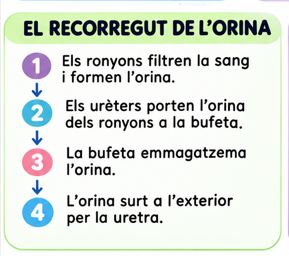 EL RECORREGUT DE L'ORINA
1 Els ronyons filtren la sang
i formen l'orina.
2 Els urèters porten l'orina
dels ronyons a la bufeta.
3 La bufeta emmagatzema
l'orina.
4 L'orina surt a l'exterior
per la uretra.